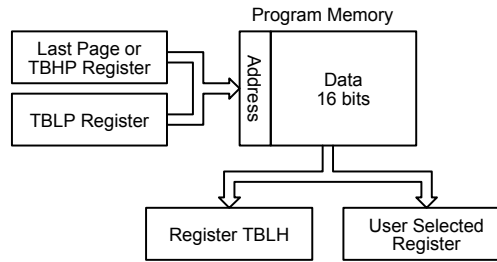 Program Memory
Last Page or
TBHP Register
TBLP Register
Address
Data
16 bits
Register TBLH
User Selected
Register